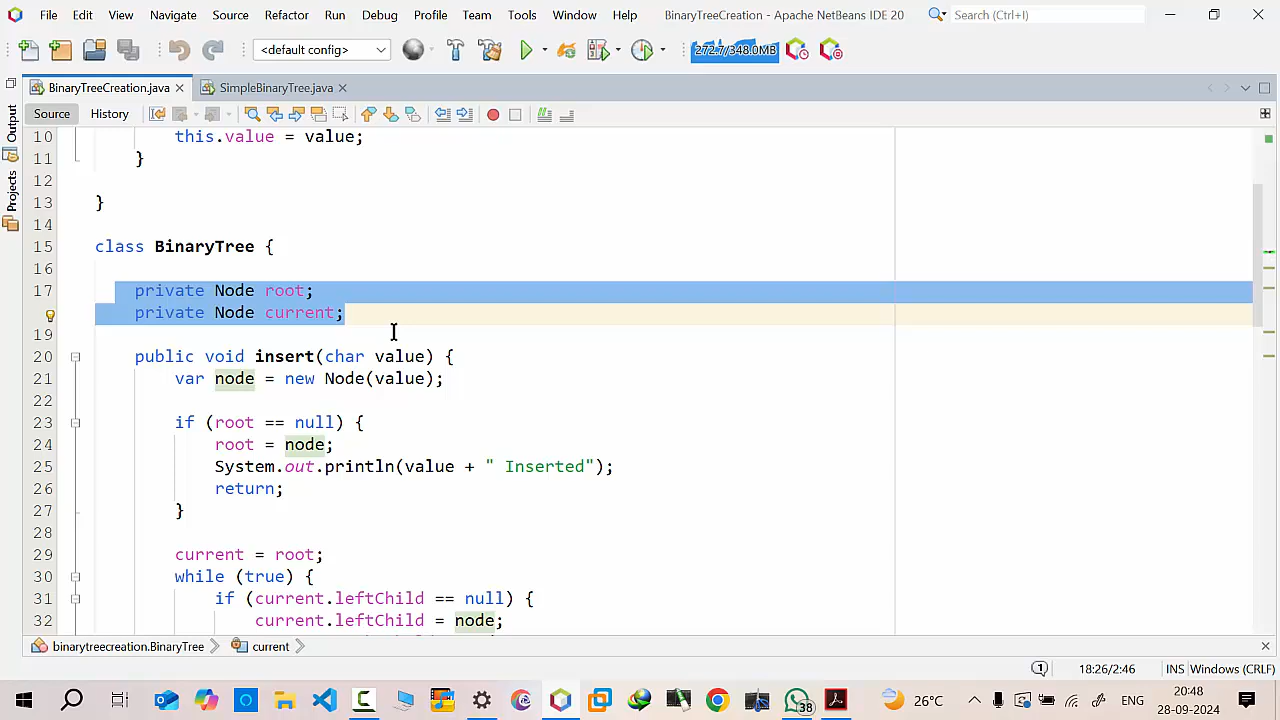 File Edit View Navigate Source Refactor Run Debug Profile Team Tools Window Help BinaryTreeCreation - Apache NetBeans IDE 20 Search (Ctrl+I)
<default config> 272.7/348.0MB
BinaryTreeCreation.java SimpleBinaryTree.java
Source History
Output
Projects
10 this.value = value;
11 }
12
13 }
14
15 class BinaryTree {
16
17 private Node root;
private Node current;
19
20 public void insert(char value) {
21 var node = new Node(value);
22
23 if (root == null) {
24 root = node;
25 System.out.println(value + " Inserted");
26 return;
27 }
28
29 current = root;
30 while (true) {
31 if (current.leftChild == null) {
32 current.leftChild = node;
binarytreecreation.BinaryTree current
1 18:26/2:46 INS Windows (CRLF)
38 26°C ENG 20:48
28-09-2024